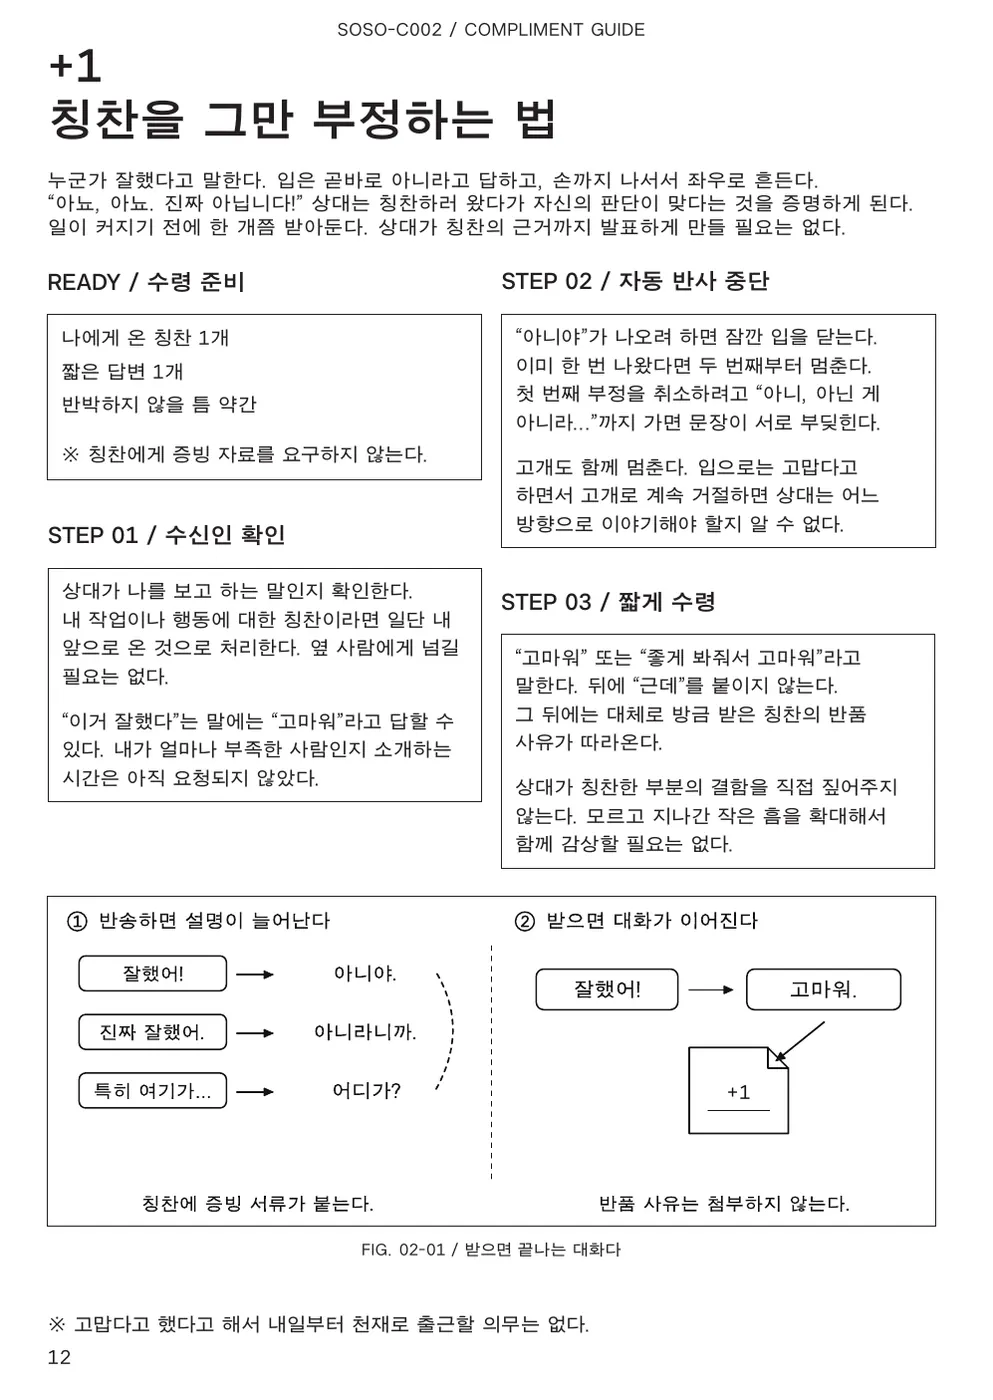 SOSO-C002 / COMPLIMENT GUIDE
+1
칭찬을 그만 부정하는 법
누군가 잘했다고 말한다. 입은 곧바로 아니라고 답하고, 손까지 나서서 좌우로 흔든다.
“아뇨, 아뇨. 진짜 아닙니다!” 상대는 칭찬하러 왔다가 자신의 판단이 맞다는 것을 증명하게 된다.
일이 커지기 전에 한 개쯤 받아둔다. 상대가 칭찬의 근거까지 발표하게 만들 필요는 없다.
READY / 수령 준비
나에게 온 칭찬 1개
짧은 답변 1개
반박하지 않을 틈 약간
※ 칭찬에게 증빙 자료를 요구하지 않는다.
STEP 01 / 수신인 확인
상대가 나를 보고 하는 말인지 확인한다.
내 작업이나 행동에 대한 칭찬이라면 일단 내
앞으로 온 것으로 처리한다. 옆 사람에게 넘길
필요는 없다.
“이거 잘했다”는 말에는 “고마워”라고 답할 수
있다. 내가 얼마나 부족한 사람인지 소개하는
시간은 아직 요청되지 않았다.
STEP 02 / 자동 반사 중단
“아니야”가 나오려 하면 잠깐 입을 닫는다.
이미 한 번 나왔다면 두 번째부터 멈춘다.
첫 번째 부정을 취소하려고 “아니, 아닌 게
아니라...”까지 가면 문장이 서로 부딪힌다.
고개도 함께 멈춘다. 입으로는 고맙다고
하면서 고개로 계속 거절하면 상대는 어느
방향으로 이야기해야 할지 알 수 없다.
STEP 03 / 짧게 수령
“고마워” 또는 “좋게 봐줘서 고마워”라고
말한다. 뒤에 “근데”를 붙이지 않는다.
그 뒤에는 대체로 방금 받은 칭찬의 반품
사유가 따라온다.
상대가 칭찬한 부분의 결함을 직접 짚어주지
않는다. 모르고 지나간 작은 흠을 확대해서
함께 감상할 필요는 없다.
① 반송하면 설명이 늘어난다
잘했어! 아니야.
진짜 잘했어. 아니라니까.
특히 여기가... 어디가?
칭찬에 증빙 서류가 붙는다.
② 받으면 대화가 이어진다
잘했어! 고마워.
+1
반품 사유는 첨부하지 않는다.
FIG. 02-01 / 받으면 끝나는 대화다
※ 고맙다고 했다고 해서 내일부터 천재로 출근할 의무는 없다.
12